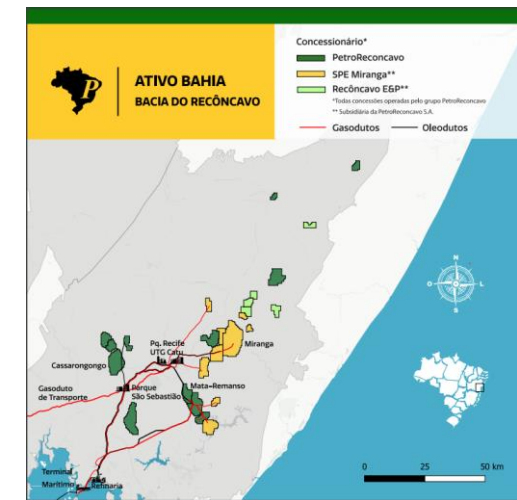 ATIVO BAHIA
BACIA DO RECÔNCAVO
Concessionário*
PetroReconcavo
SPE Miranga**
Recôncavo E&P**
*Todas concessões operadas pelo grupo PetroReconcavo
** Subsidiária da PetroReconcavo S.A.
Gasodutos
Oleodutos
P
N
O
L
S
Pq. Recife
UTG Catu
Miranga
Cassarongongo
Gasoduto
de Transporte
Parque
São Sebastião
Mata-Remanso
Terminal
Marítimo
Refinaria
0
25
50 km